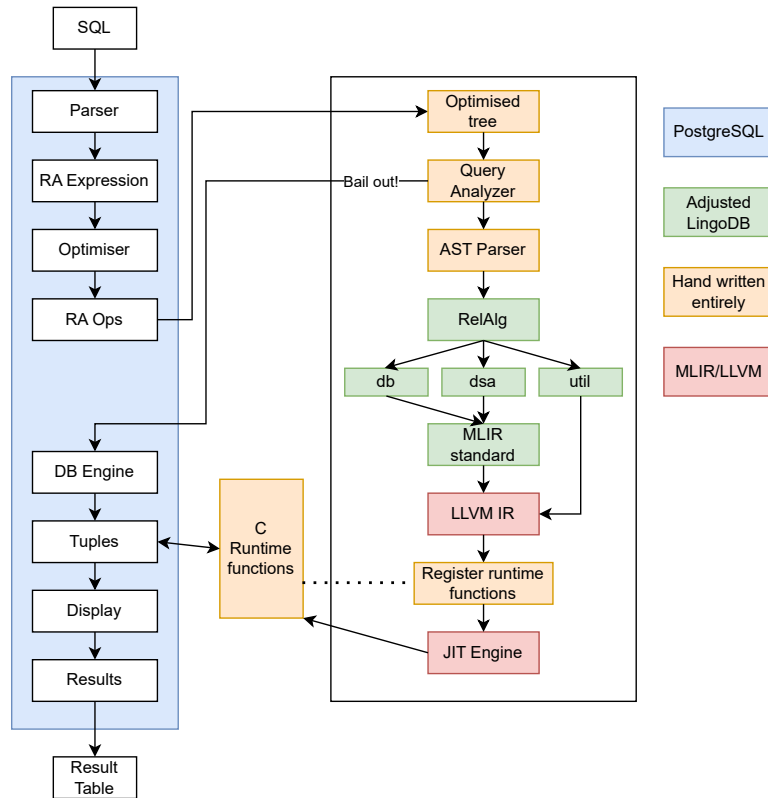 SQL
Parser
RA Expression
Optimiser
RA Ops
DB Engine
Tuples
Display
Results
Result
Table
C
Runtime
functions
Bail out!
Optimised
tree
Query
Analyzer
AST Parser
RelAlg
db
dsa
util
MLIR
standard
LLVM IR
Register runtime
functions
JIT Engine
PostgreSQL
Adjusted
LingoDB
Hand written
entirely
MLIR/LLVM